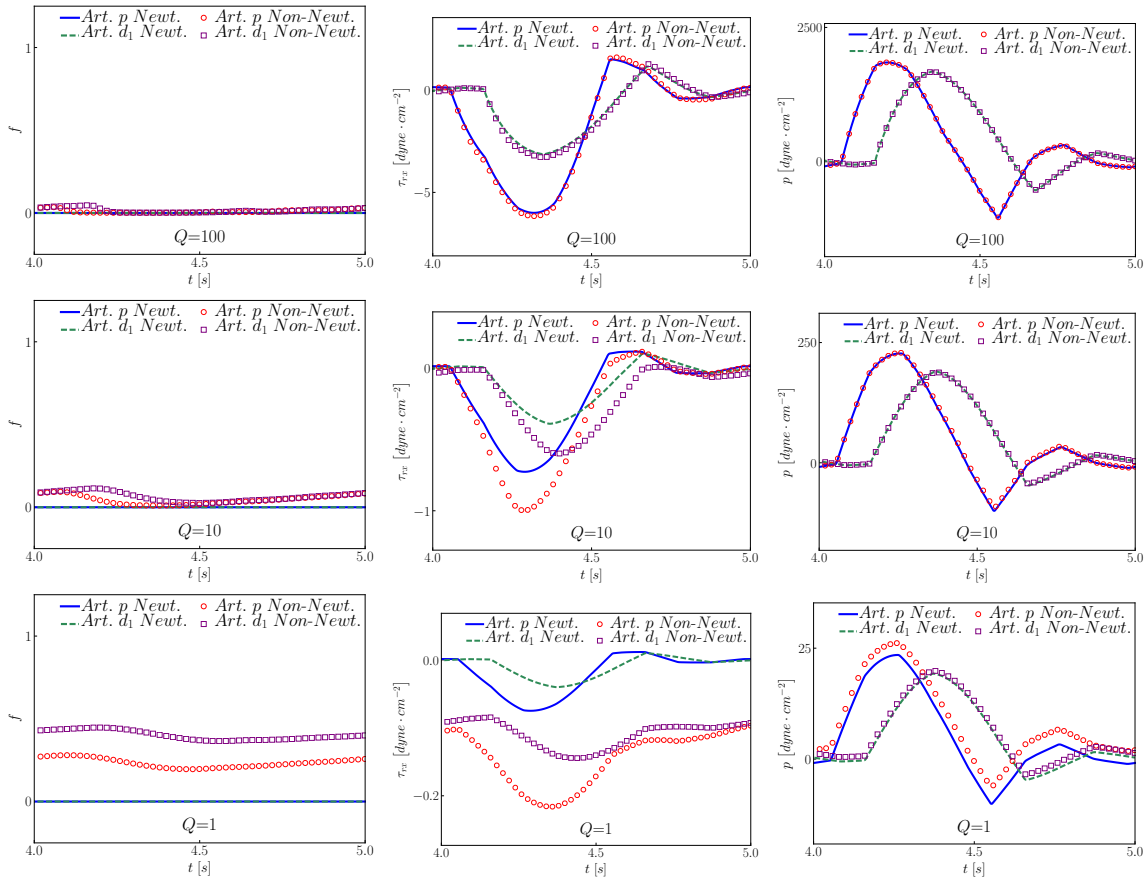 Art. p Newt. Art. p Non-Newt.
Art. d₁ Newt. Art. d₁ Non-Newt.
1
f
0
Q=100
4.0 4.5 5.0
t [s]
Art. p Newt. Art. p Non-Newt.
Art. d₁ Newt. Art. d₁ Non-Newt.
0
τrx [dyne · cm⁻²]
−5
Q=100
4.0 4.5 5.0
t [s]
2500
Art. p Newt. Art. p Non-Newt.
Art. d₁ Newt. Art. d₁ Non-Newt.
p [dyne · cm⁻²]
0
Q=100
4.0 4.5 5.0
t [s]
Art. p Newt. Art. p Non-Newt.
Art. d₁ Newt. Art. d₁ Non-Newt.
1
f
0
Q=10
4.0 4.5 5.0
t [s]
Art. p Newt. Art. p Non-Newt.
Art. d₁ Newt. Art. d₁ Non-Newt.
0
τrx [dyne · cm⁻²]
−1
Q=10
4.0 4.5 5.0
t [s]
Art. p Newt. Art. p Non-Newt.
250
Art. d₁ Newt. Art. d₁ Non-Newt.
p [dyne · cm⁻²]
0
Q=10
4.0 4.5 5.0
t [s]
Art. p Newt. Art. p Non-Newt.
Art. d₁ Newt. Art. d₁ Non-Newt.
1
f
0
Q=1
4.0 4.5 5.0
t [s]
Art. p Newt. Art. p Non-Newt.
Art. d₁ Newt. Art. d₁ Non-Newt.
0.0
τrx [dyne · cm⁻²]
−0.2
Q=1
4.0 4.5 5.0
t [s]
Art. p Newt. Art. p Non-Newt.
Art. d₁ Newt. Art. d₁ Non-Newt.
25
p [dyne · cm⁻²]
0
Q=1
4.0 4.5 5.0
t [s]